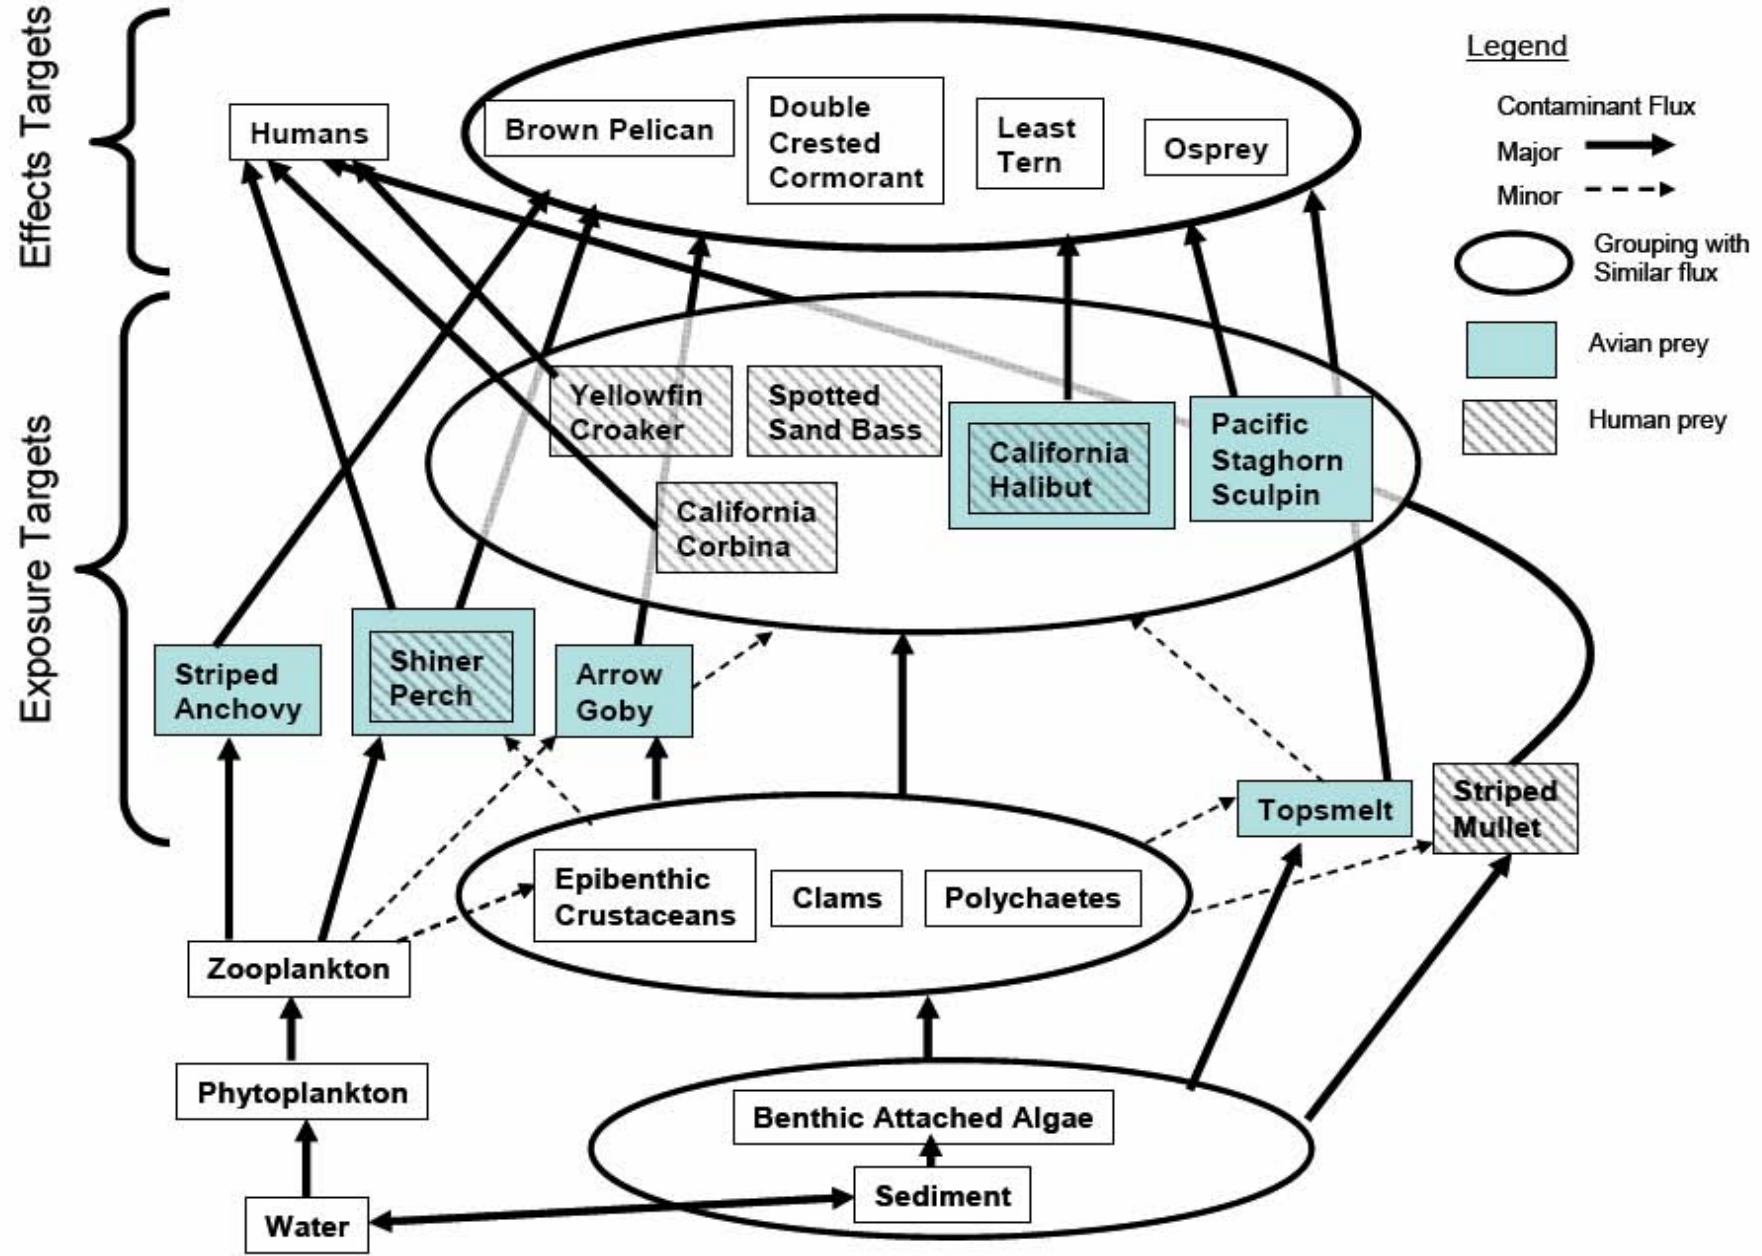 Effects Targets
Exposure Targets
Humans
Brown Pelican
Double
Crested
Cormorant
Least
Tern
Osprey
Legend
Contaminant Flux
Major
Minor
Grouping with
Similar flux
Avian prey
Human prey
Yellowfin
Croaker
Spotted
Sand Bass
California
Halibut
Pacific
Staghorn
Sculpin
California
Corbina
Striped
Anchovy
Shiner
Perch
Arrow
Goby
Topsmelt
Striped
Mullet
Epibenthic
Crustaceans
Clams
Polychaetes
Zooplankton
Phytoplankton
Benthic Attached Algae
Sediment
Water